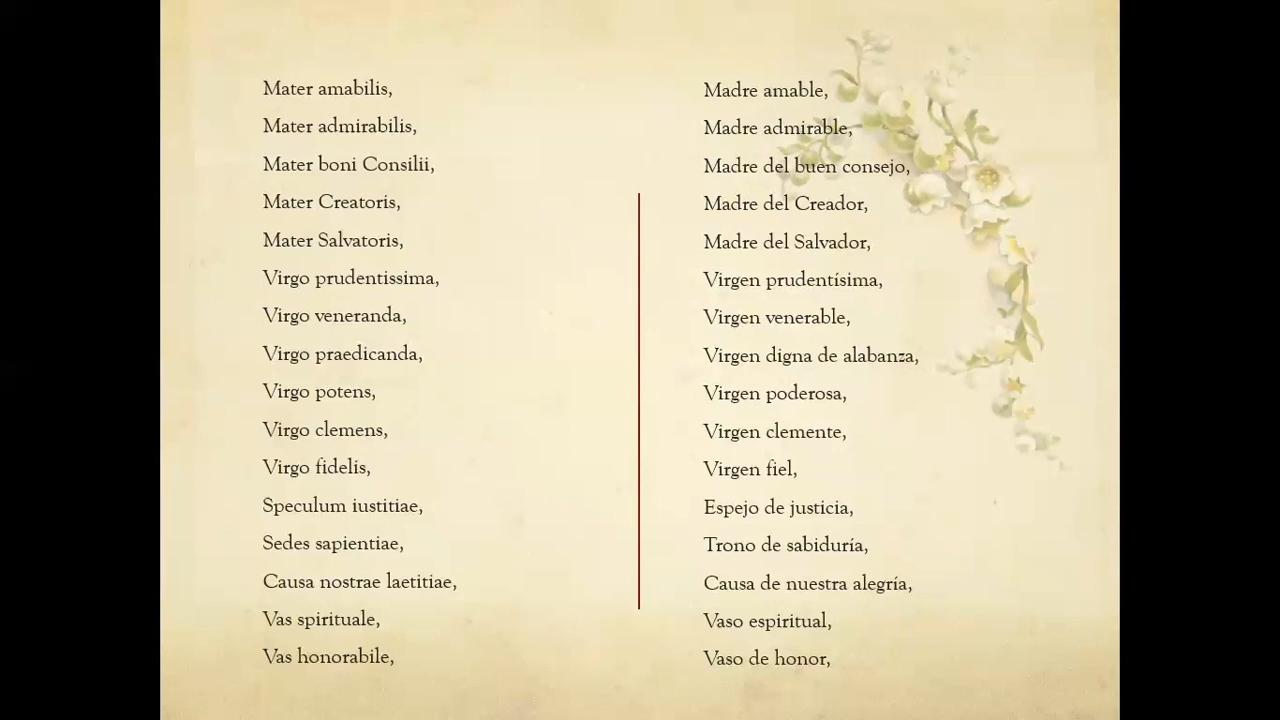 Mater amabilis,
Mater admirabilis,
Mater boni Consilii,
Mater Creatoris,
Mater Salvatoris,
Virgo prudentissima,
Virgo veneranda,
Virgo praedicanda,
Virgo potens,
Virgo clemens,
Virgo fidelis,
Speculum iustitiae,
Sedes sapientiae,
Causa nostrae laetitiae,
Vas spirituale,
Vas honorabile,
Madre amable,
Madre admirable,
Madre del buen consejo,
Madre del Creador,
Madre del Salvador,
Virgen prudentísima,
Virgen venerable,
Virgen digna de alabanza,
Virgen poderosa,
Virgen clemente,
Virgen fiel,
Espejo de justicia,
Trono de sabiduría,
Causa de nuestra alegría,
Vaso espiritual,
Vaso de honor,